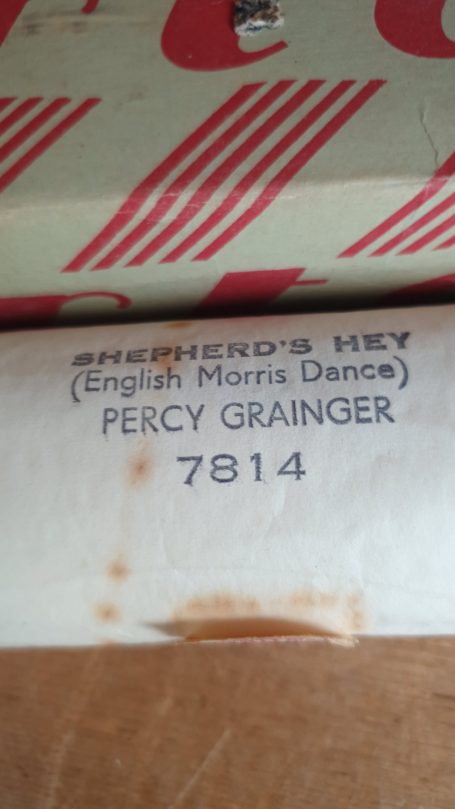 SHEPHERD'S HEY
(English Morris Dance)
PERCY GRAINGER
7814